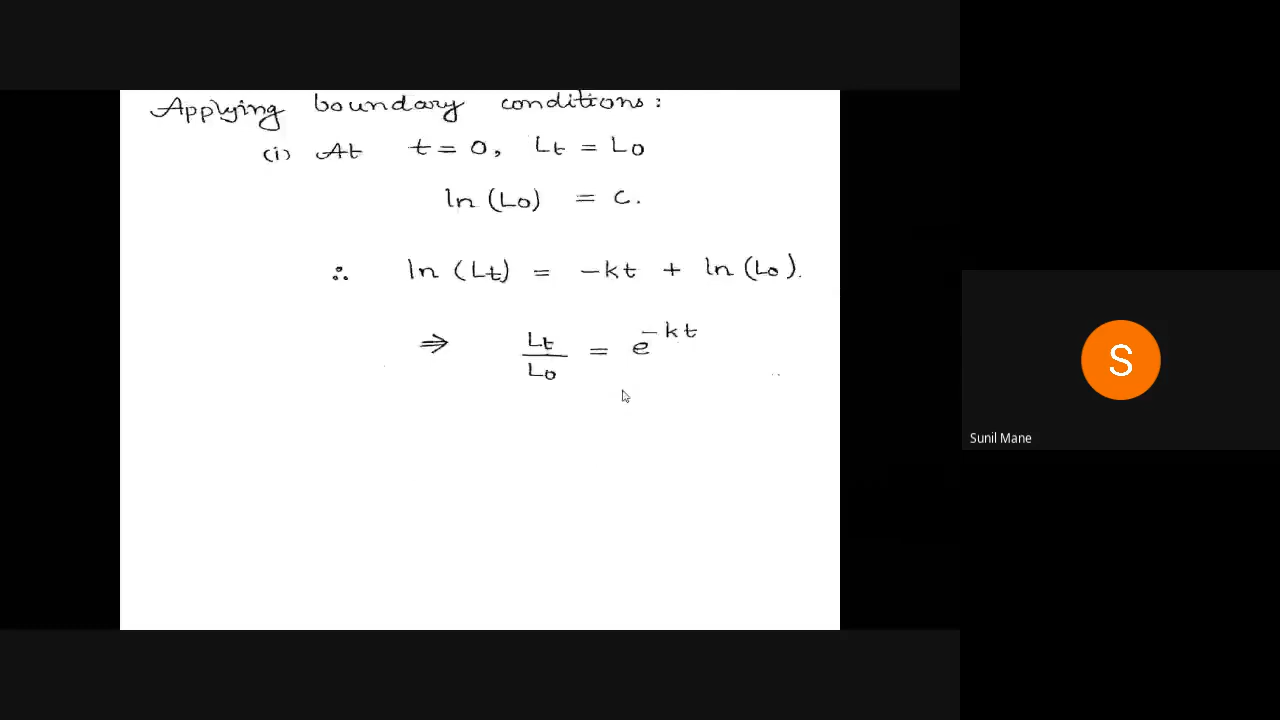 Applying boundary conditions:
(i) At t = 0, Lt = L0
ln (L0) = c.
∴ ln (Lt) = -kt + ln (L0).
⇒ Lt/L0 = e^-kt
S
Sunil Mane